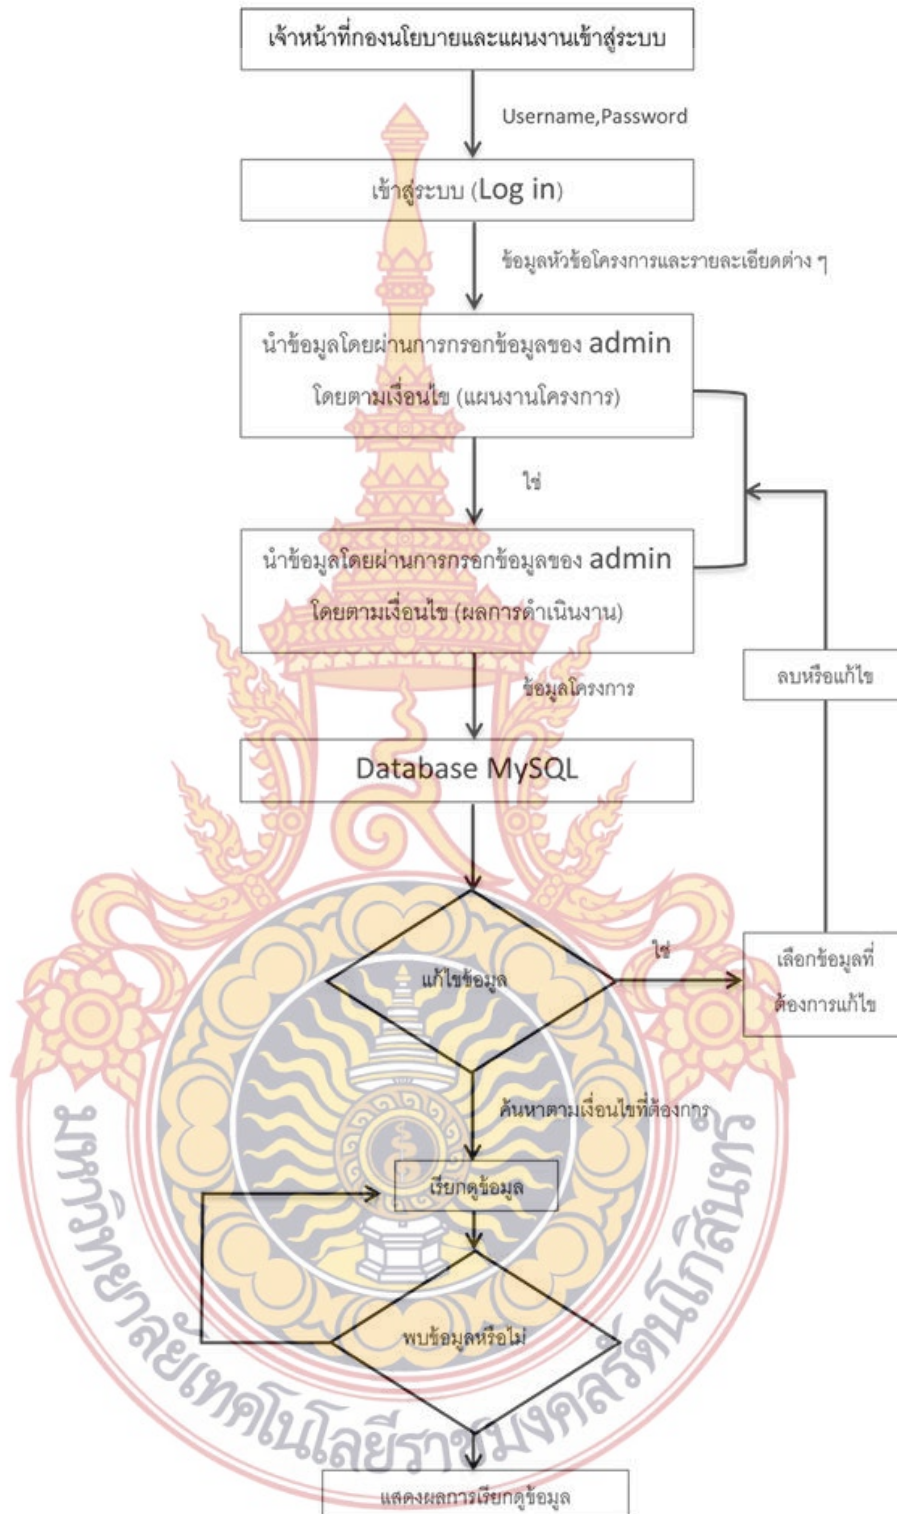 เจ้าหน้าที่กองนโยบายและแผนงานเข้าสู่ระบบ
Username,Password
เข้าสู่ระบบ (Log in)
ข้อมูลหัวข้อโครงการและรายละเอียดต่าง ๆ
นำข้อมูลโดยผ่านการกรอกข้อมูลของ admin
โดยตามเงื่อนไข (แผนงานโครงการ)
ใช่
นำข้อมูลโดยผ่านการกรอกข้อมูลของ admin
โดยตามเงื่อนไข (ผลการดำเนินงาน)
ลบหรือแก้ไข
ข้อมูลโครงการ
Database MySQL
แก้ไขข้อมูล
ใช่
เลือกข้อมูลที่
ต้องการแก้ไข
ค้นหาตามเงื่อนไขที่ต้องการ
เรียกดูข้อมูล
พบข้อมูลหรือไม่
แสดงผลการเรียกดูข้อมูล
มหาวิทยาลัยเทคโนโลยีราชมงคลรัตนโกสินทร์